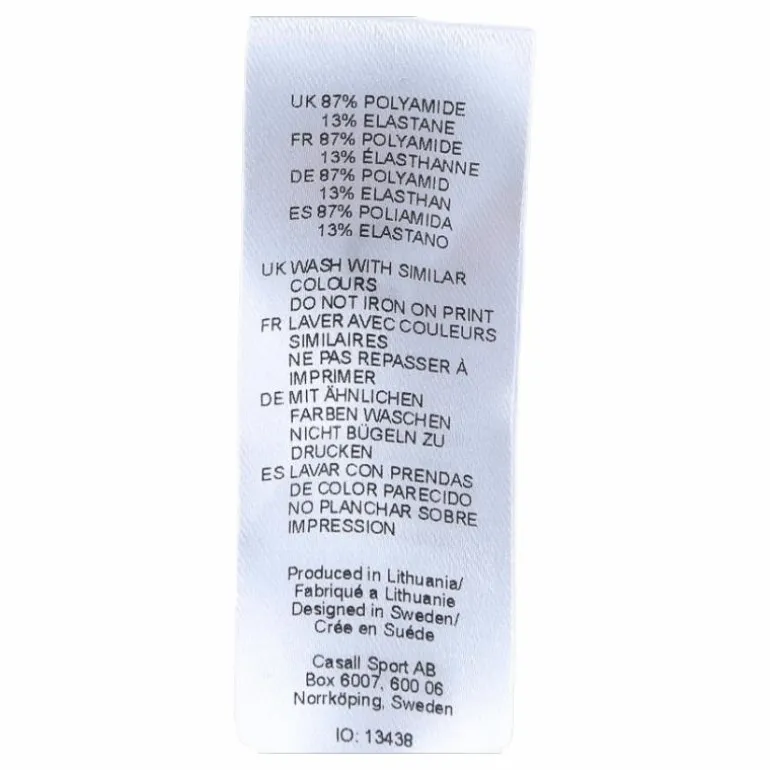 UK 87% POLYAMIDE
13% ELASTANE
FR 87% POLYAMIDE
13% ÉLASTHANNE
DE 87% POLYAMID
13% ELASTHAN
ES 87% POLIAMIDA
13% ELASTANO
UK WASH WITH SIMILAR
COLOURS
DO NOT IRON ON PRINT
FR LAVER AVEC COULEURS
SIMILAIRES
NE PAS REPASSER À
IMPRIMER
DE MIT ÄHNLICHEN
FARBEN WASCHEN
NICHT BÜGELN ZU
DRUCKEN
ES LAVAR CON PRENDAS
DE COLOR PARECIDO
NO PLANCHAR SOBRE
IMPRESSION
Produced in Lithuania/
Fabriqué a Lithuanie
Designed in Sweden/
Crée en Suéde
Casall Sport AB
Box 6007, 600 06
Norrköping, Sweden
IO: 13438